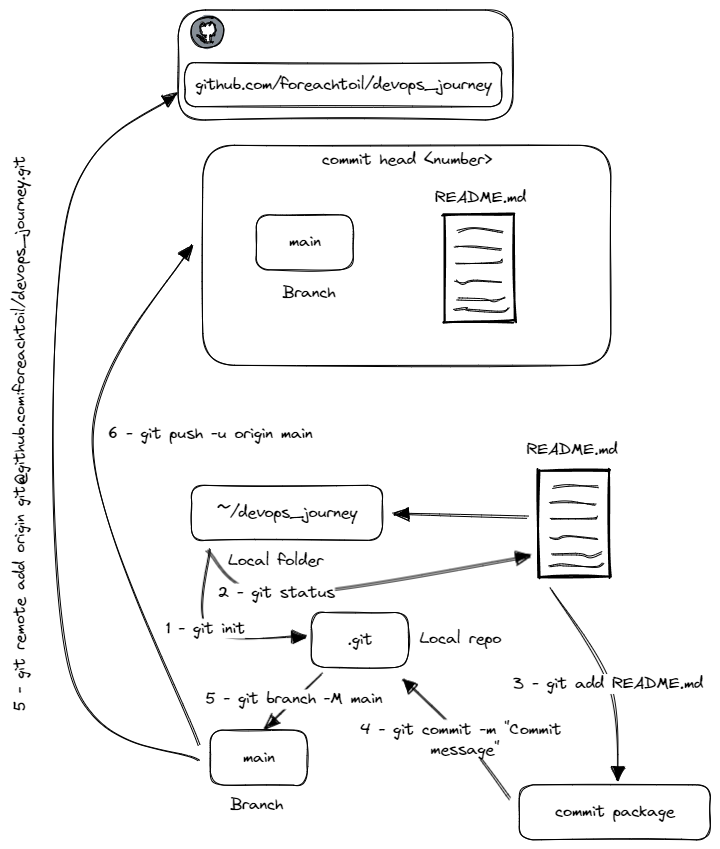 github.com/foreachtoil/devops_journey
commit head <number>
README.md
main
Branch
5 - git remote add origin git@github.com:foreachtoil/devops_journey.git
6 - git push -u origin main
README.md
~/devops_journey
Local folder
2 - git status
1 - git init
.git
Local repo
3 - git add README.md
5 - git branch -M main
4 - git commit -m "Commit
message"
main
Branch
commit package